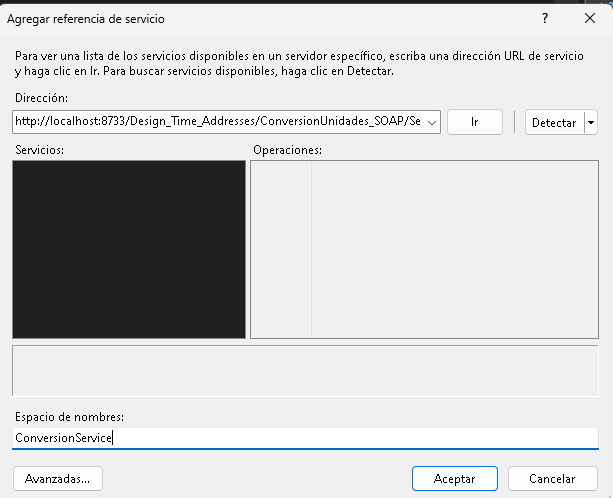 Agregar referencia de servicio
Para ver una lista de los servicios disponibles en un servidor específico, escriba una dirección URL de servicio
y haga clic en Ir. Para buscar servicios disponibles, haga clic en Detectar.
Dirección:
http://localhost:8733/Design_Time_Addresses/ConversionUnidades_SOAP/Se
Ir
Detectar
Servicios:
Operaciones:
Espacio de nombres:
ConversionService
Avanzadas...
Aceptar
Cancelar